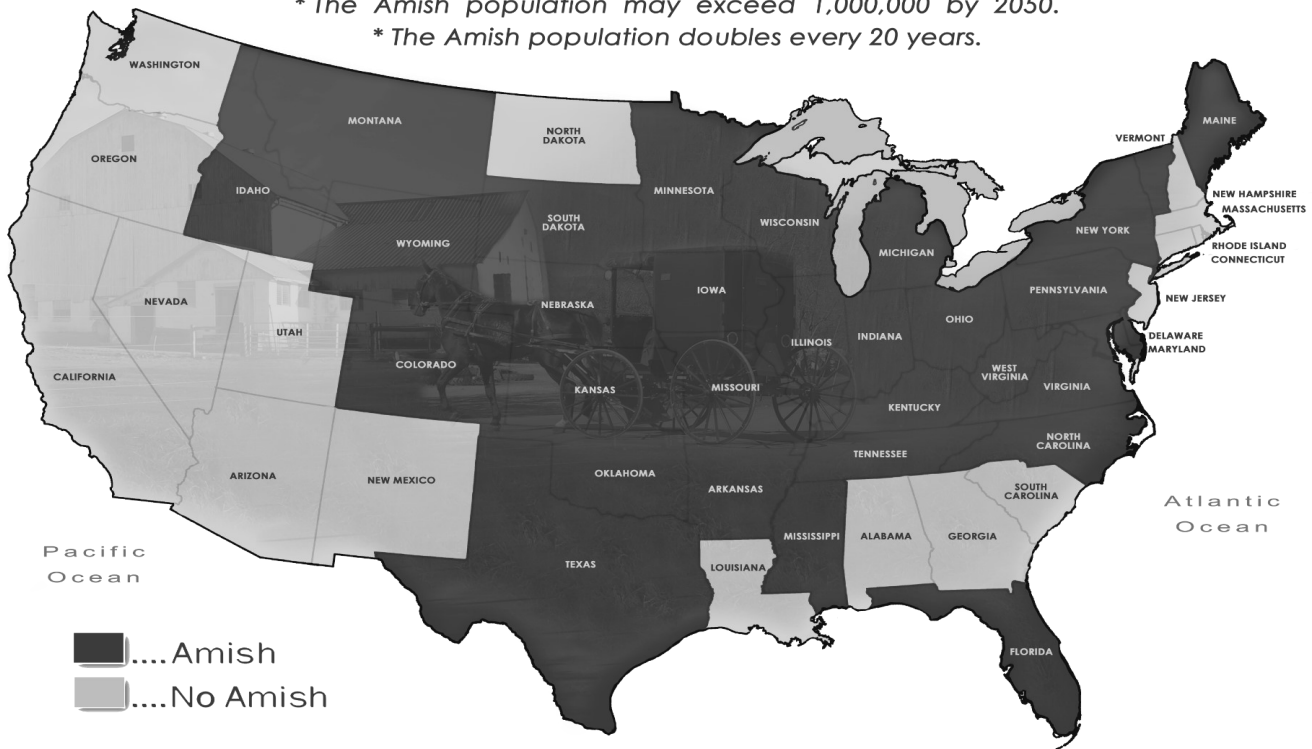 * The Amish population may exceed 1,000,000 by 2050.
* The Amish population doubles every 20 years.
WASHINGTON
MONTANA
NORTH
DAKOTA
MAINE
VERMONT
OREGON
IDAHO
MINNESOTA
NEW HAMPSHIRE
MASSACHUSETTS
SOUTH
DAKOTA
WISCONSIN
NEW YORK
WYOMING
MICHIGAN
RHODE ISLAND
CONNECTICUT
NEVADA
NEBRASKA
IOWA
PENNSYLVANIA
NEW JERSEY
UTAH
OHIO
ILLINOIS
INDIANA
DELAWARE
MARYLAND
CALIFORNIA
COLORADO
KANSAS
MISSOURI
WEST
VIRGINIA
VIRGINIA
KENTUCKY
NORTH
CAROLINA
TENNESSEE
ARIZONA
NEW MEXICO
OKLAHOMA
ARKANSAS
SOUTH
CAROLINA
Atlantic
Ocean
MISSISSIPPI
ALABAMA
GEORGIA
Pacific
Ocean
TEXAS
LOUISIANA
FLORIDA
....Amish
....No Amish